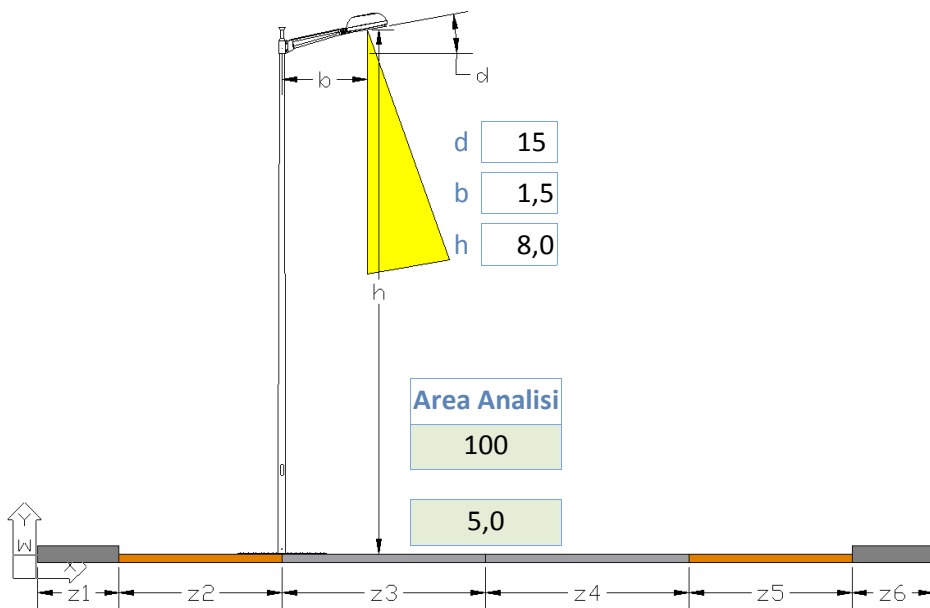 b
d
d 15
b 1,5
h 8,0
h
Area Analisi
100
5,0
Y
W
X
z1 z2 z3 z4 z5 z6